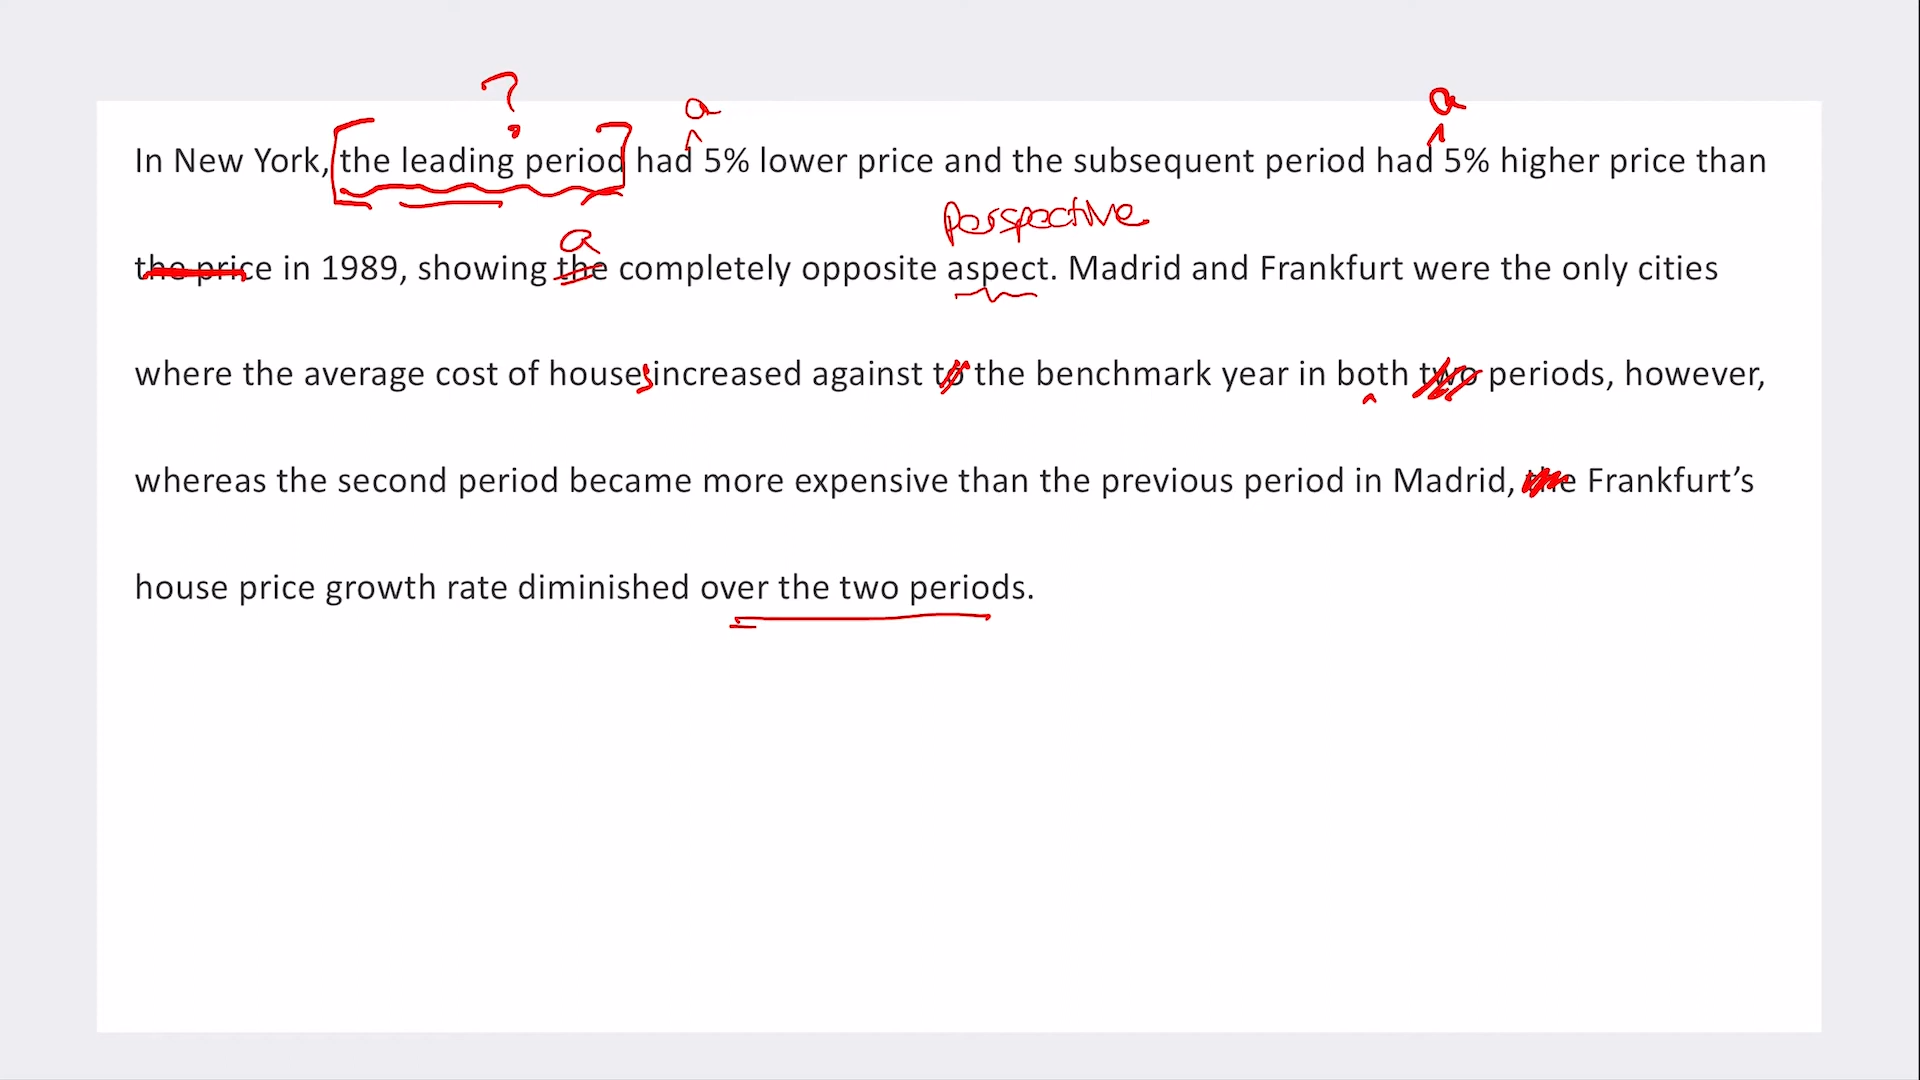 ?
a
a
In New York, the leading period had 5% lower price and the subsequent period had 5% higher price than
perspective
a
the price in 1989, showing the completely opposite aspect. Madrid and Frankfurt were the only cities
where the average cost of houses increased against to the benchmark year in both two periods, however,
whereas the second period became more expensive than the previous period in Madrid, the Frankfurt’s
house price growth rate diminished over the two periods.